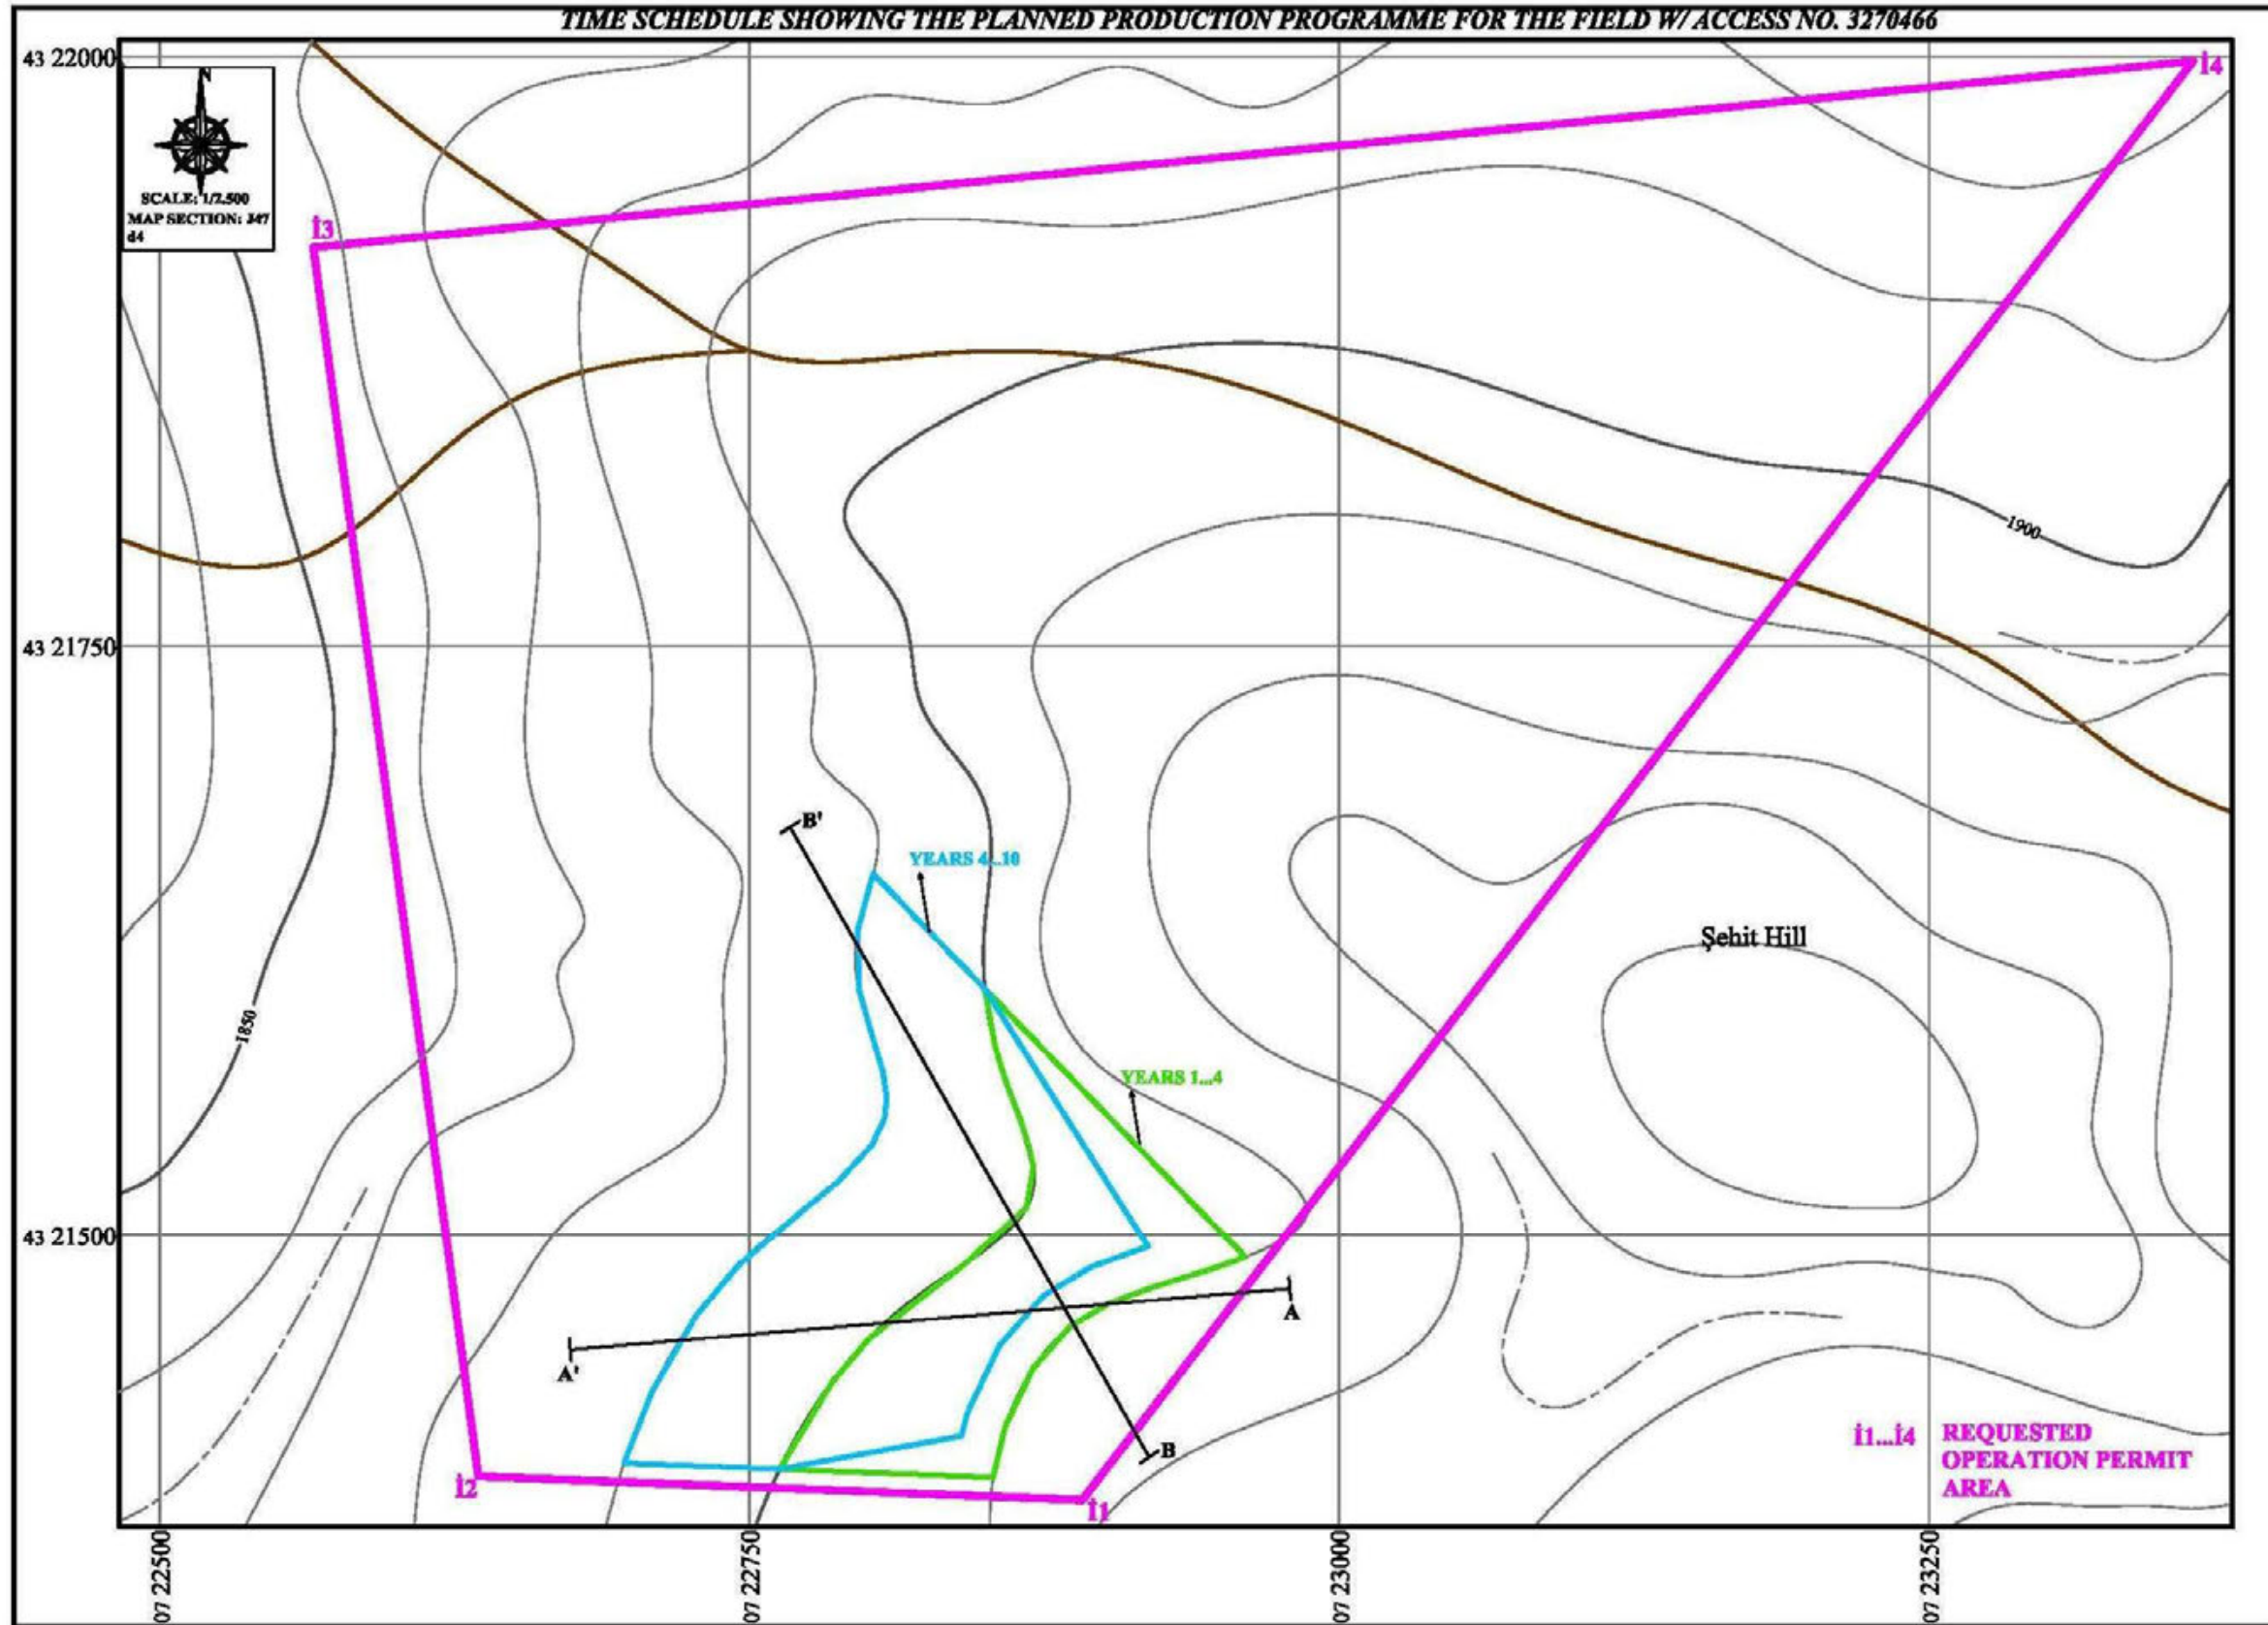 TIME SCHEDULE SHOWING THE PLANNED PRODUCTION PROGRAMME FOR THE FIELD W/ ACCESS NO. 3270466
43 22000
N
SCALE: 1/2.500
MAP SECTION: J47
d4
İ4
İ3
1900
43 21750
B'
YEARS 4...10
Şehit Hill
1850
YEARS 1...4
43 21500
A
A'
B
İ1...İ4 REQUESTED
OPERATION PERMIT
AREA
İ2
İ1
07 22500
07 22750
07 23000
07 23250